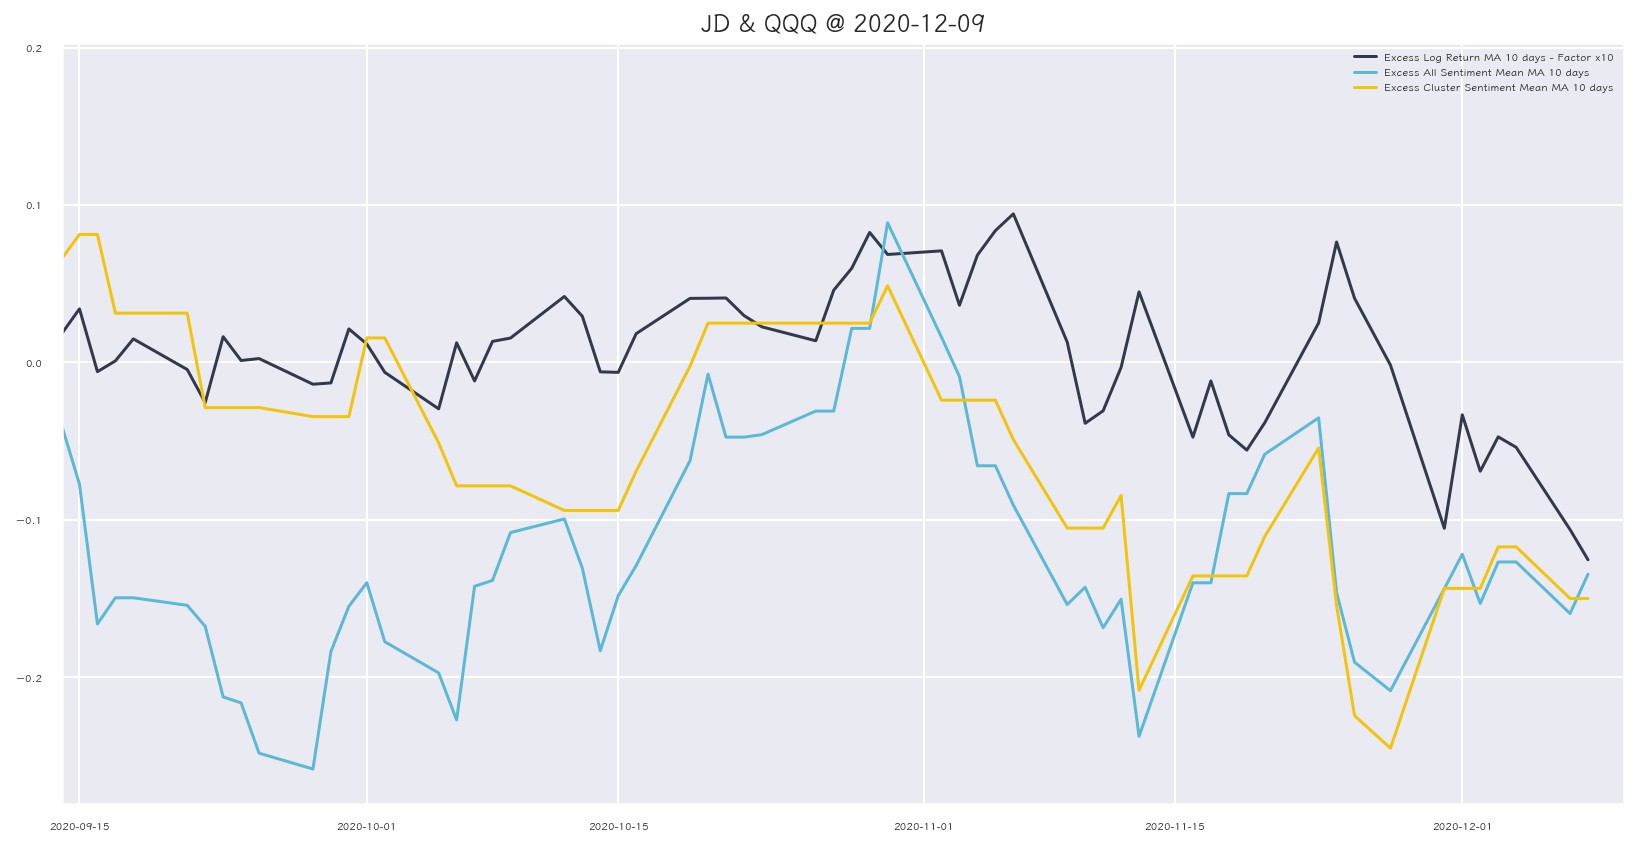 JD & QQQ @ 2020-12-09
Excess Log Return MA 10 days - Factor x10
Excess All Sentiment Mean MA 10 days
Excess Cluster Sentiment Mean MA 10 days
0.2
0.1
0.0
−0.1
−0.2
2020-09-15 2020-10-01 2020-10-15 2020-11-01 2020-11-15 2020-12-01